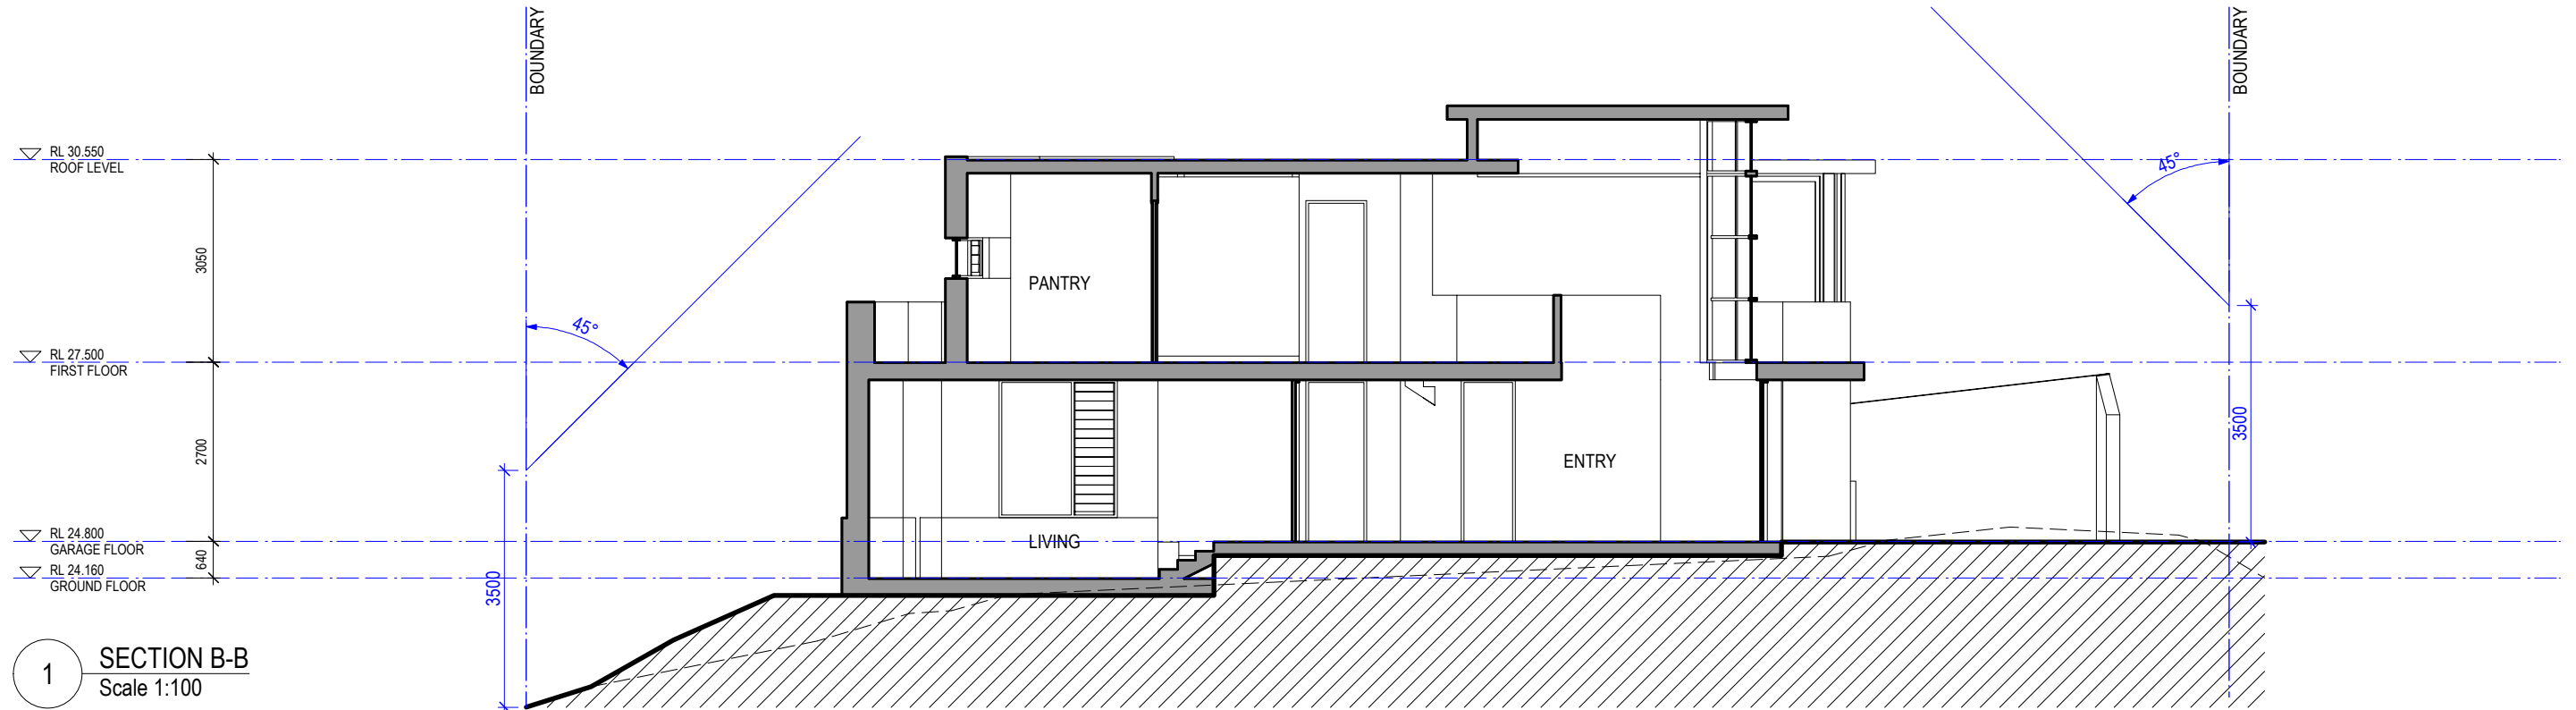 BOUNDARY
BOUNDARY
RL 30.550
ROOF LEVEL
45°
3050
PANTRY
45°
RL 27.500
FIRST FLOOR
2700
3500
ENTRY
RL 24.800
GARAGE FLOOR
LIVING
640
RL 24.160
GROUND FLOOR
3500
1
SECTION B-B
Scale 1:100